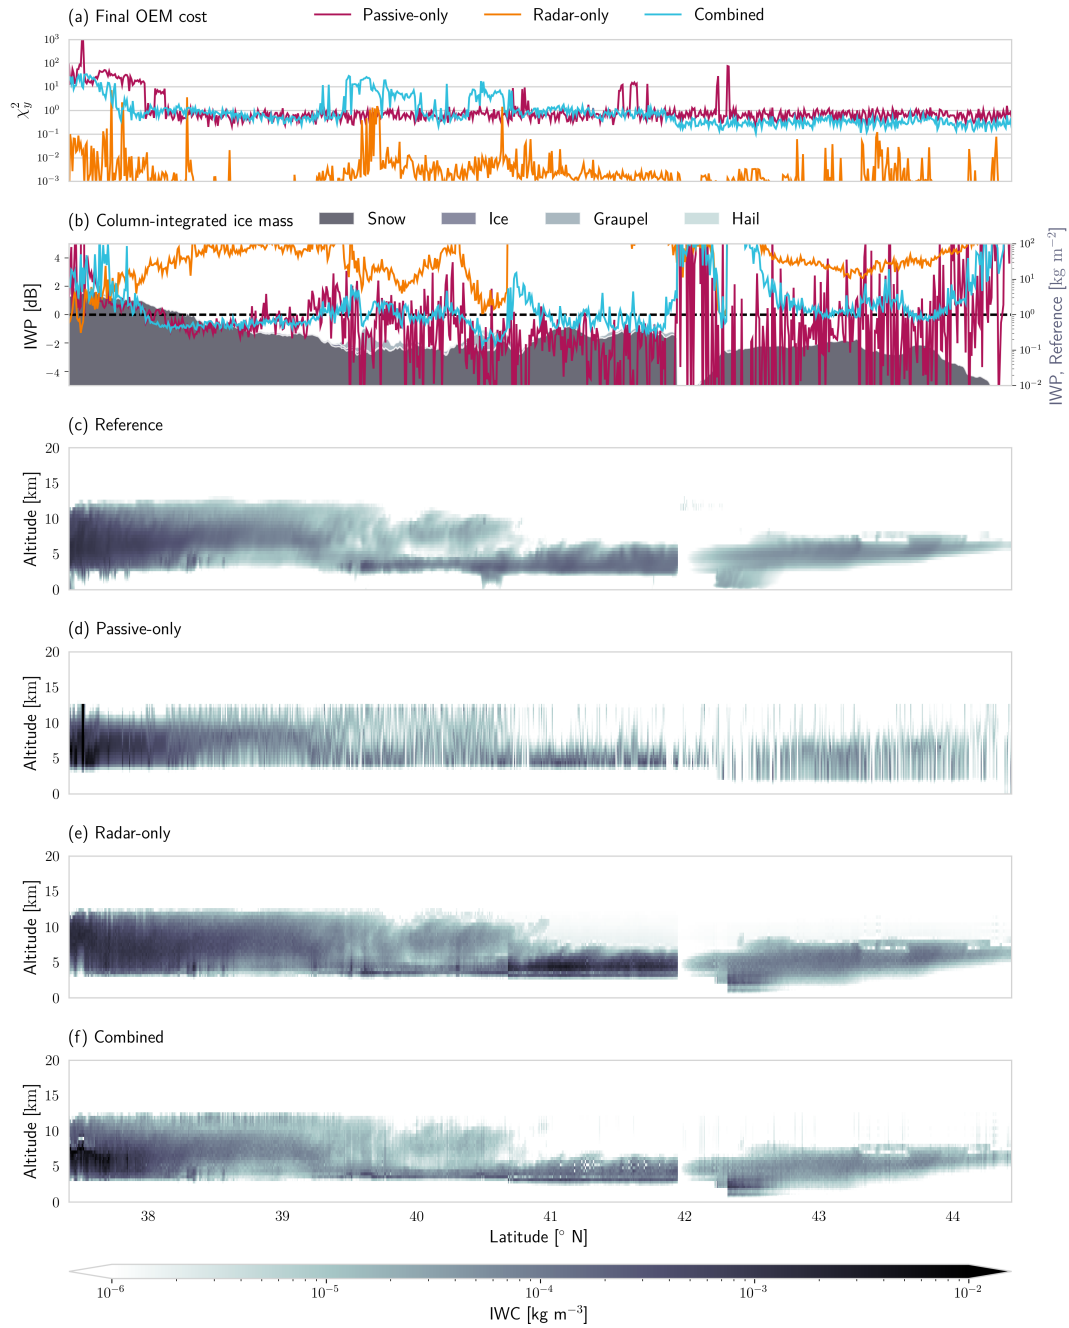 (a) Final OEM cost
Passive-only
Radar-only
Combined
10³
10²
10¹
10⁰
10⁻¹
10⁻²
10⁻³
χ²ᵧ
(b) Column-integrated ice mass
Snow
Ice
Graupel
Hail
4
2
0
−2
−4
IWP [dB]
10²
10¹
10⁰
10⁻¹
10⁻²
IWP, Reference [kg m⁻²]
(c) Reference
20
15
10
5
0
Altitude [km]
(d) Passive-only
20
15
10
5
0
Altitude [km]
(e) Radar-only
20
15
10
5
0
Altitude [km]
(f) Combined
20
15
10
5
0
Altitude [km]
38 39 40 41 42 43 44
Latitude [° N]
10⁻⁶ 10⁻⁵ 10⁻⁴ 10⁻³ 10⁻²
IWC [kg m⁻³]